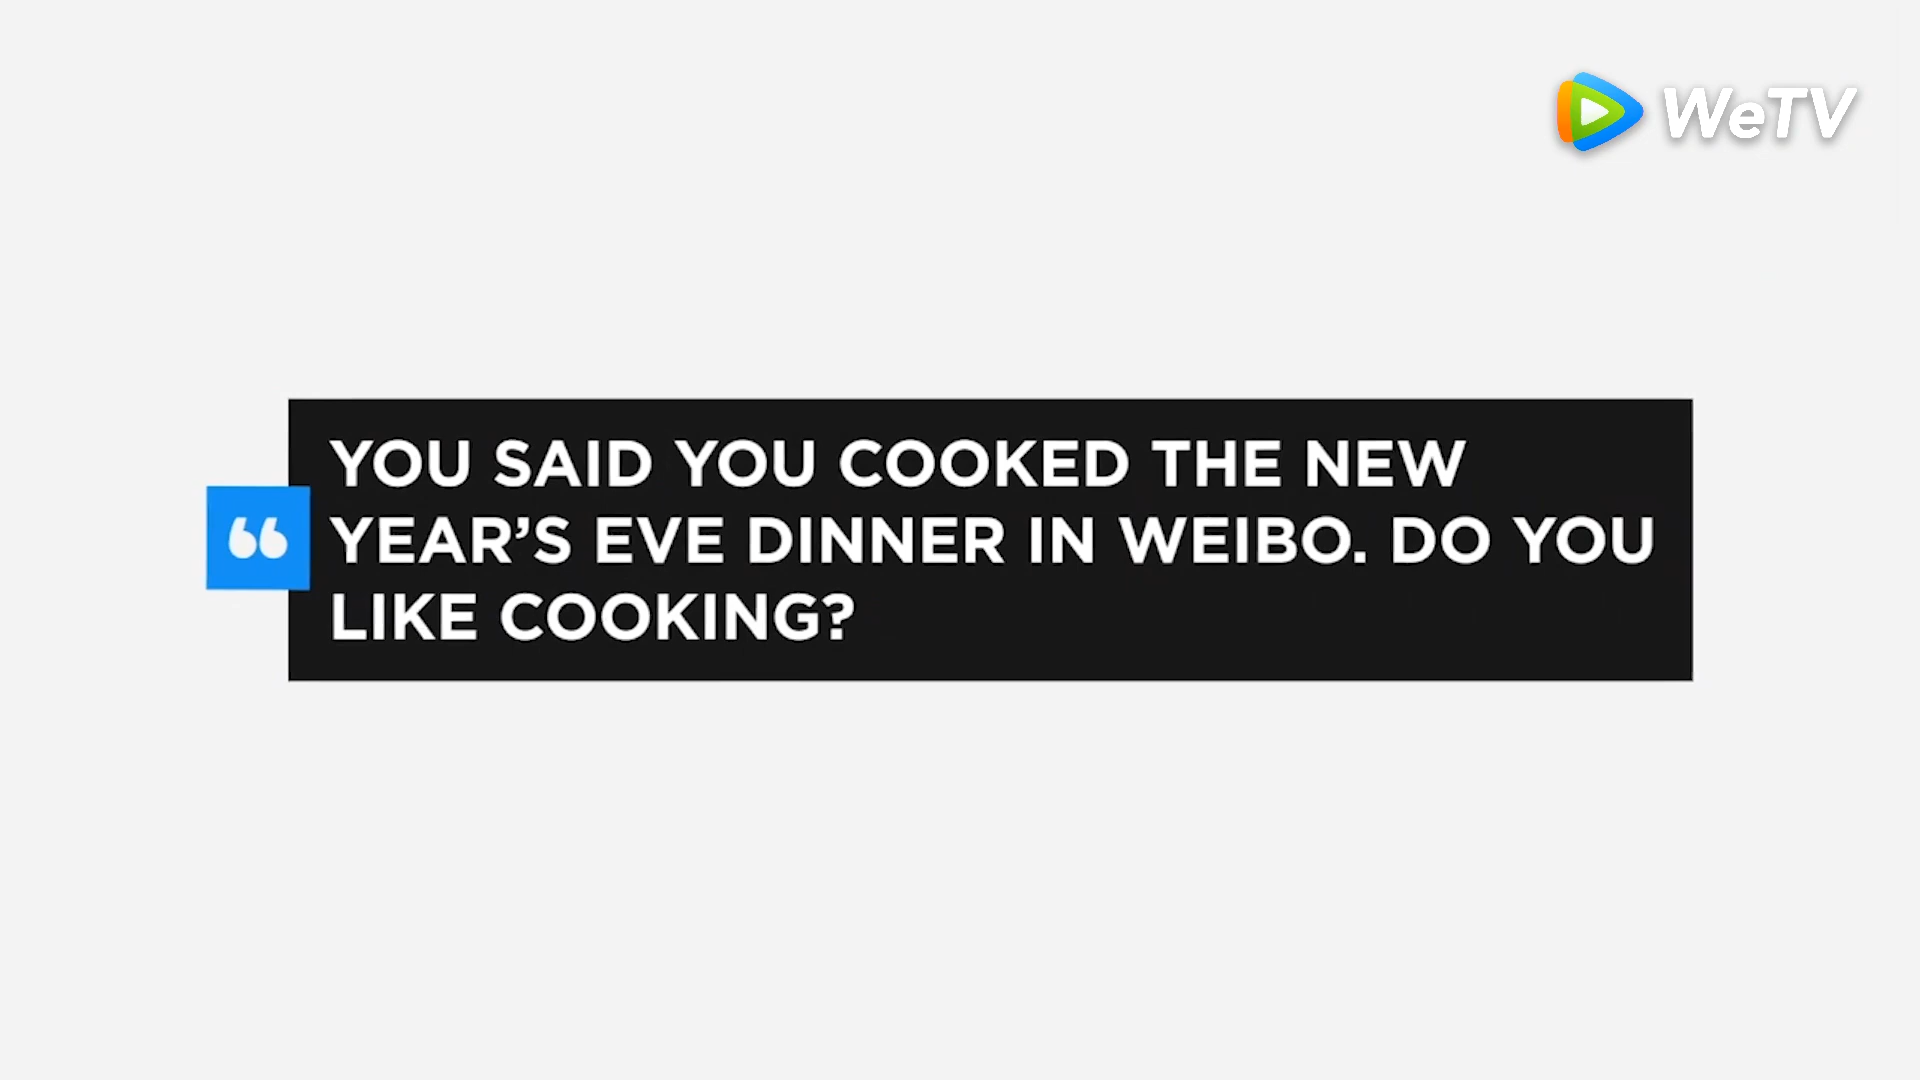 WeTV
YOU SAID YOU COOKED THE NEW
YEAR’S EVE DINNER IN WEIBO. DO YOU
LIKE COOKING?